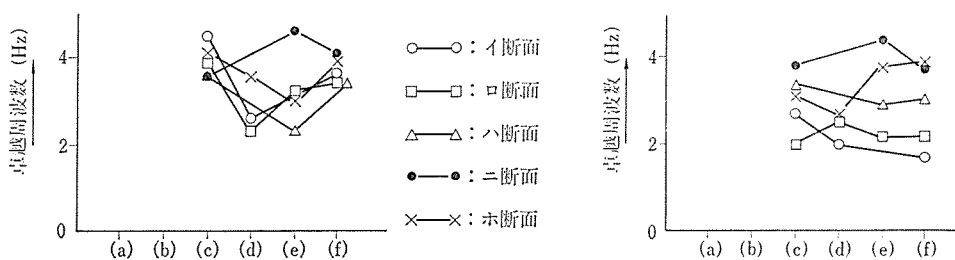 卓越周波数 (Hz)
4
2
0
(a) (b) (c) (d) (e) (f)
:イ断面
:ロ断面
:ハ断面
:ニ断面
:ホ断面
卓越周波数 (Hz)
4
2
0
(a) (b) (c) (d) (e) (f)